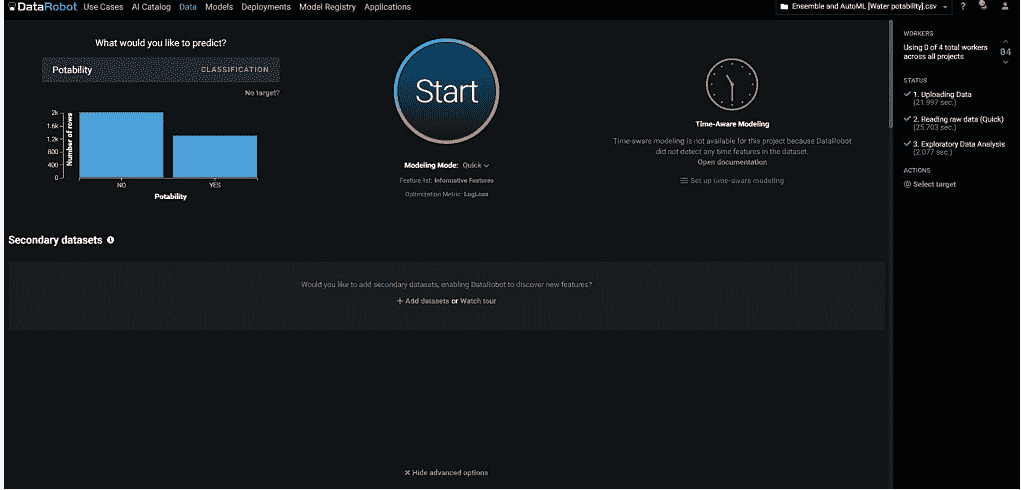 DataRobot Use Cases AI Catalog Data Models Deployments Model Registry Applications
Ensemble and AutoML [Water potability].csv
?
What would you like to predict?
Potability CLASSIFICATION
No target?
Number of rows
2k
1.6k
1.2k
800
400
0
NO YES
Potability
Start
Modeling Mode: Quick
Feature list: Informative Features
Optimization Metric: LogLoss
Time-Aware Modeling
Time-aware modeling is not available for this project because DataRobot
did not detect any time features in the dataset.
Open documentation
Set up time-aware modeling
WORKERS
Using 0 of 4 total workers
across all projects
04
STATUS
1. Uploading Data
(21.997 sec.)
2. Reading raw data (Quick)
(25.703 sec.)
3. Exploratory Data Analysis
(2.077 sec.)
ACTIONS
Select target
Secondary datasets
Would you like to add secondary datasets, enabling DataRobot to discover new features?
+ Add datasets or Watch tour
Hide advanced options